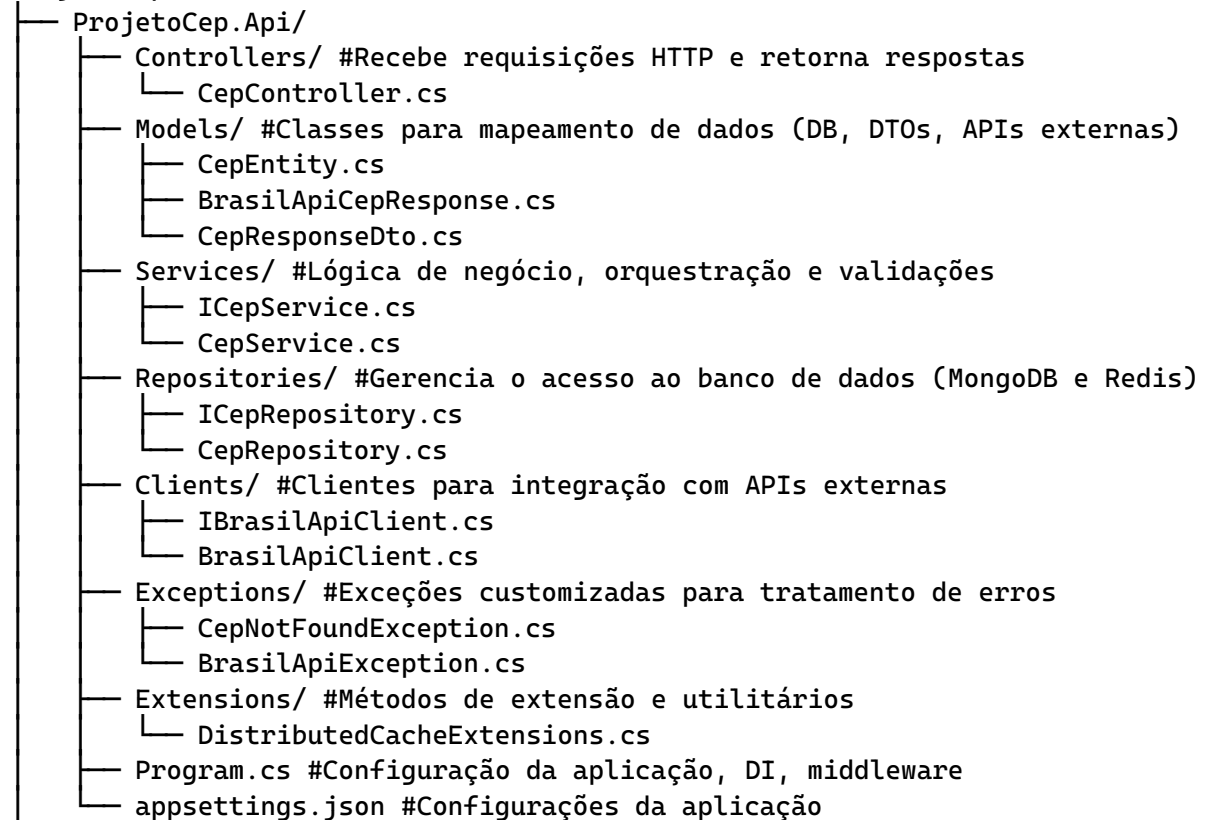 ├── ProjetoCep.Api/
│   ├── Controllers/ #Recebe requisições HTTP e retorna respostas
│   │   └── CepController.cs
│   ├── Models/ #Classes para mapeamento de dados (DB, DTOs, APIs externas)
│   │   ├── CepEntity.cs
│   │   ├── BrasilApiCepResponse.cs
│   │   └── CepResponseDto.cs
│   ├── Services/ #Lógica de negócio, orquestração e validações
│   │   ├── ICepService.cs
│   │   └── CepService.cs
│   ├── Repositories/ #Gerencia o acesso ao banco de dados (MongoDB e Redis)
│   │   ├── ICepRepository.cs
│   │   └── CepRepository.cs
│   ├── Clients/ #Clientes para integração com APIs externas
│   │   ├── IBrasilApiClient.cs
│   │   └── BrasilApiClient.cs
│   ├── Exceptions/ #Exceções customizadas para tratamento de erros
│   │   ├── CepNotFoundException.cs
│   │   └── BrasilApiException.cs
│   ├── Extensions/ #Métodos de extensão e utilitários
│   │   └── DistributedCacheExtensions.cs
│   ├── Program.cs #Configuração da aplicação, DI, middleware
│   └── appsettings.json #Configurações da aplicação